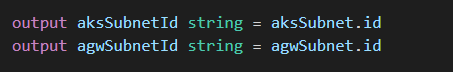 output aksSubnetId string = aksSubnet.id
output agwSubnetId string = agwSubnet.id